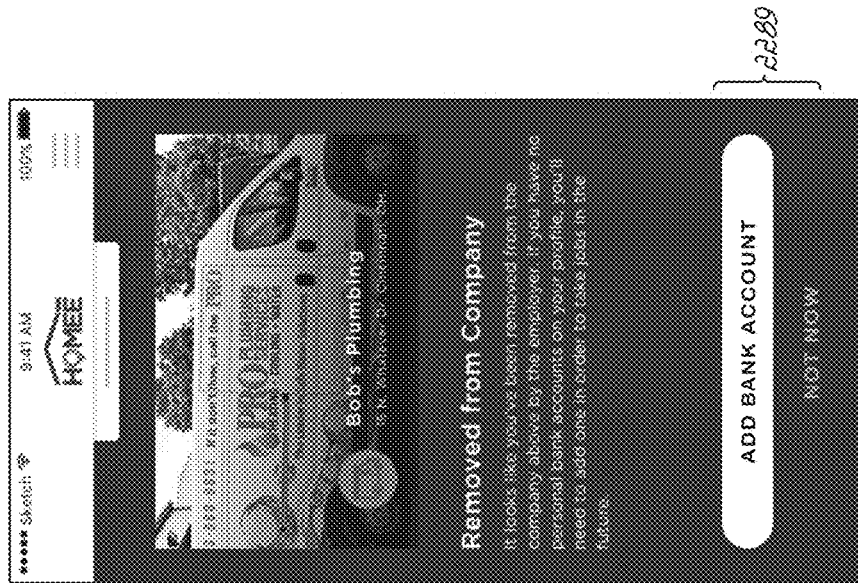 ●●●●● Sketch 9:41 AM 100%
HOMEE
PRO
Bob's Plumbing
Removed from Company
It looks like you've been removed from the
company above by the employer. If you have no
personal bank accounts on your profile, you'll
need to add one in order to take jobs in the
future.
ADD BANK ACCOUNT
NOT NOW
2289